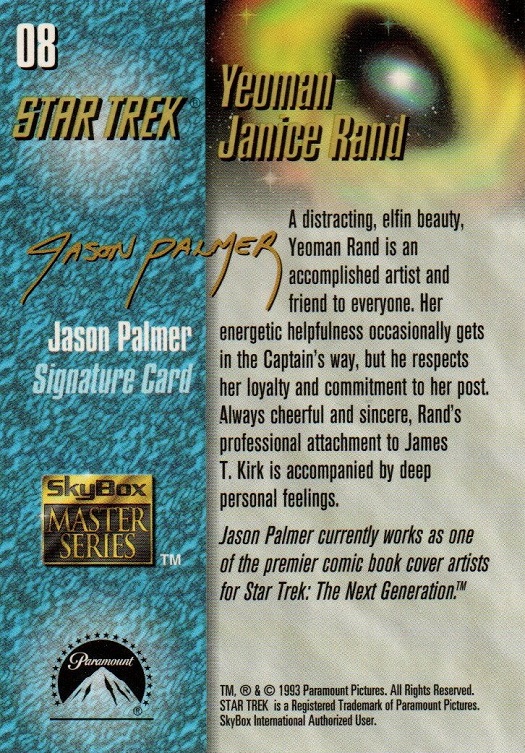 08
STAR TREK®
Yeoman
Janice Rand
JASON PALMER
Jason Palmer
Signature Card
A distracting, elfin beauty,
Yeoman Rand is an
accomplished artist and
friend to everyone. Her
energetic helpfulness occasionally gets
in the Captain's way, but he respects
her loyalty and commitment to her post.
Always cheerful and sincere, Rand's
professional attachment to James
T. Kirk is accompanied by deep
personal feelings.
Jason Palmer currently works as one
of the premier comic book cover artists
for Star Trek: The Next Generation.™
SkyBox
MASTER
SERIES
TM
Paramount
®
TM, ® & © 1993 Paramount Pictures. All Rights Reserved.
STAR TREK is a Registered Trademark of Paramount Pictures.
SkyBox International Authorized User.